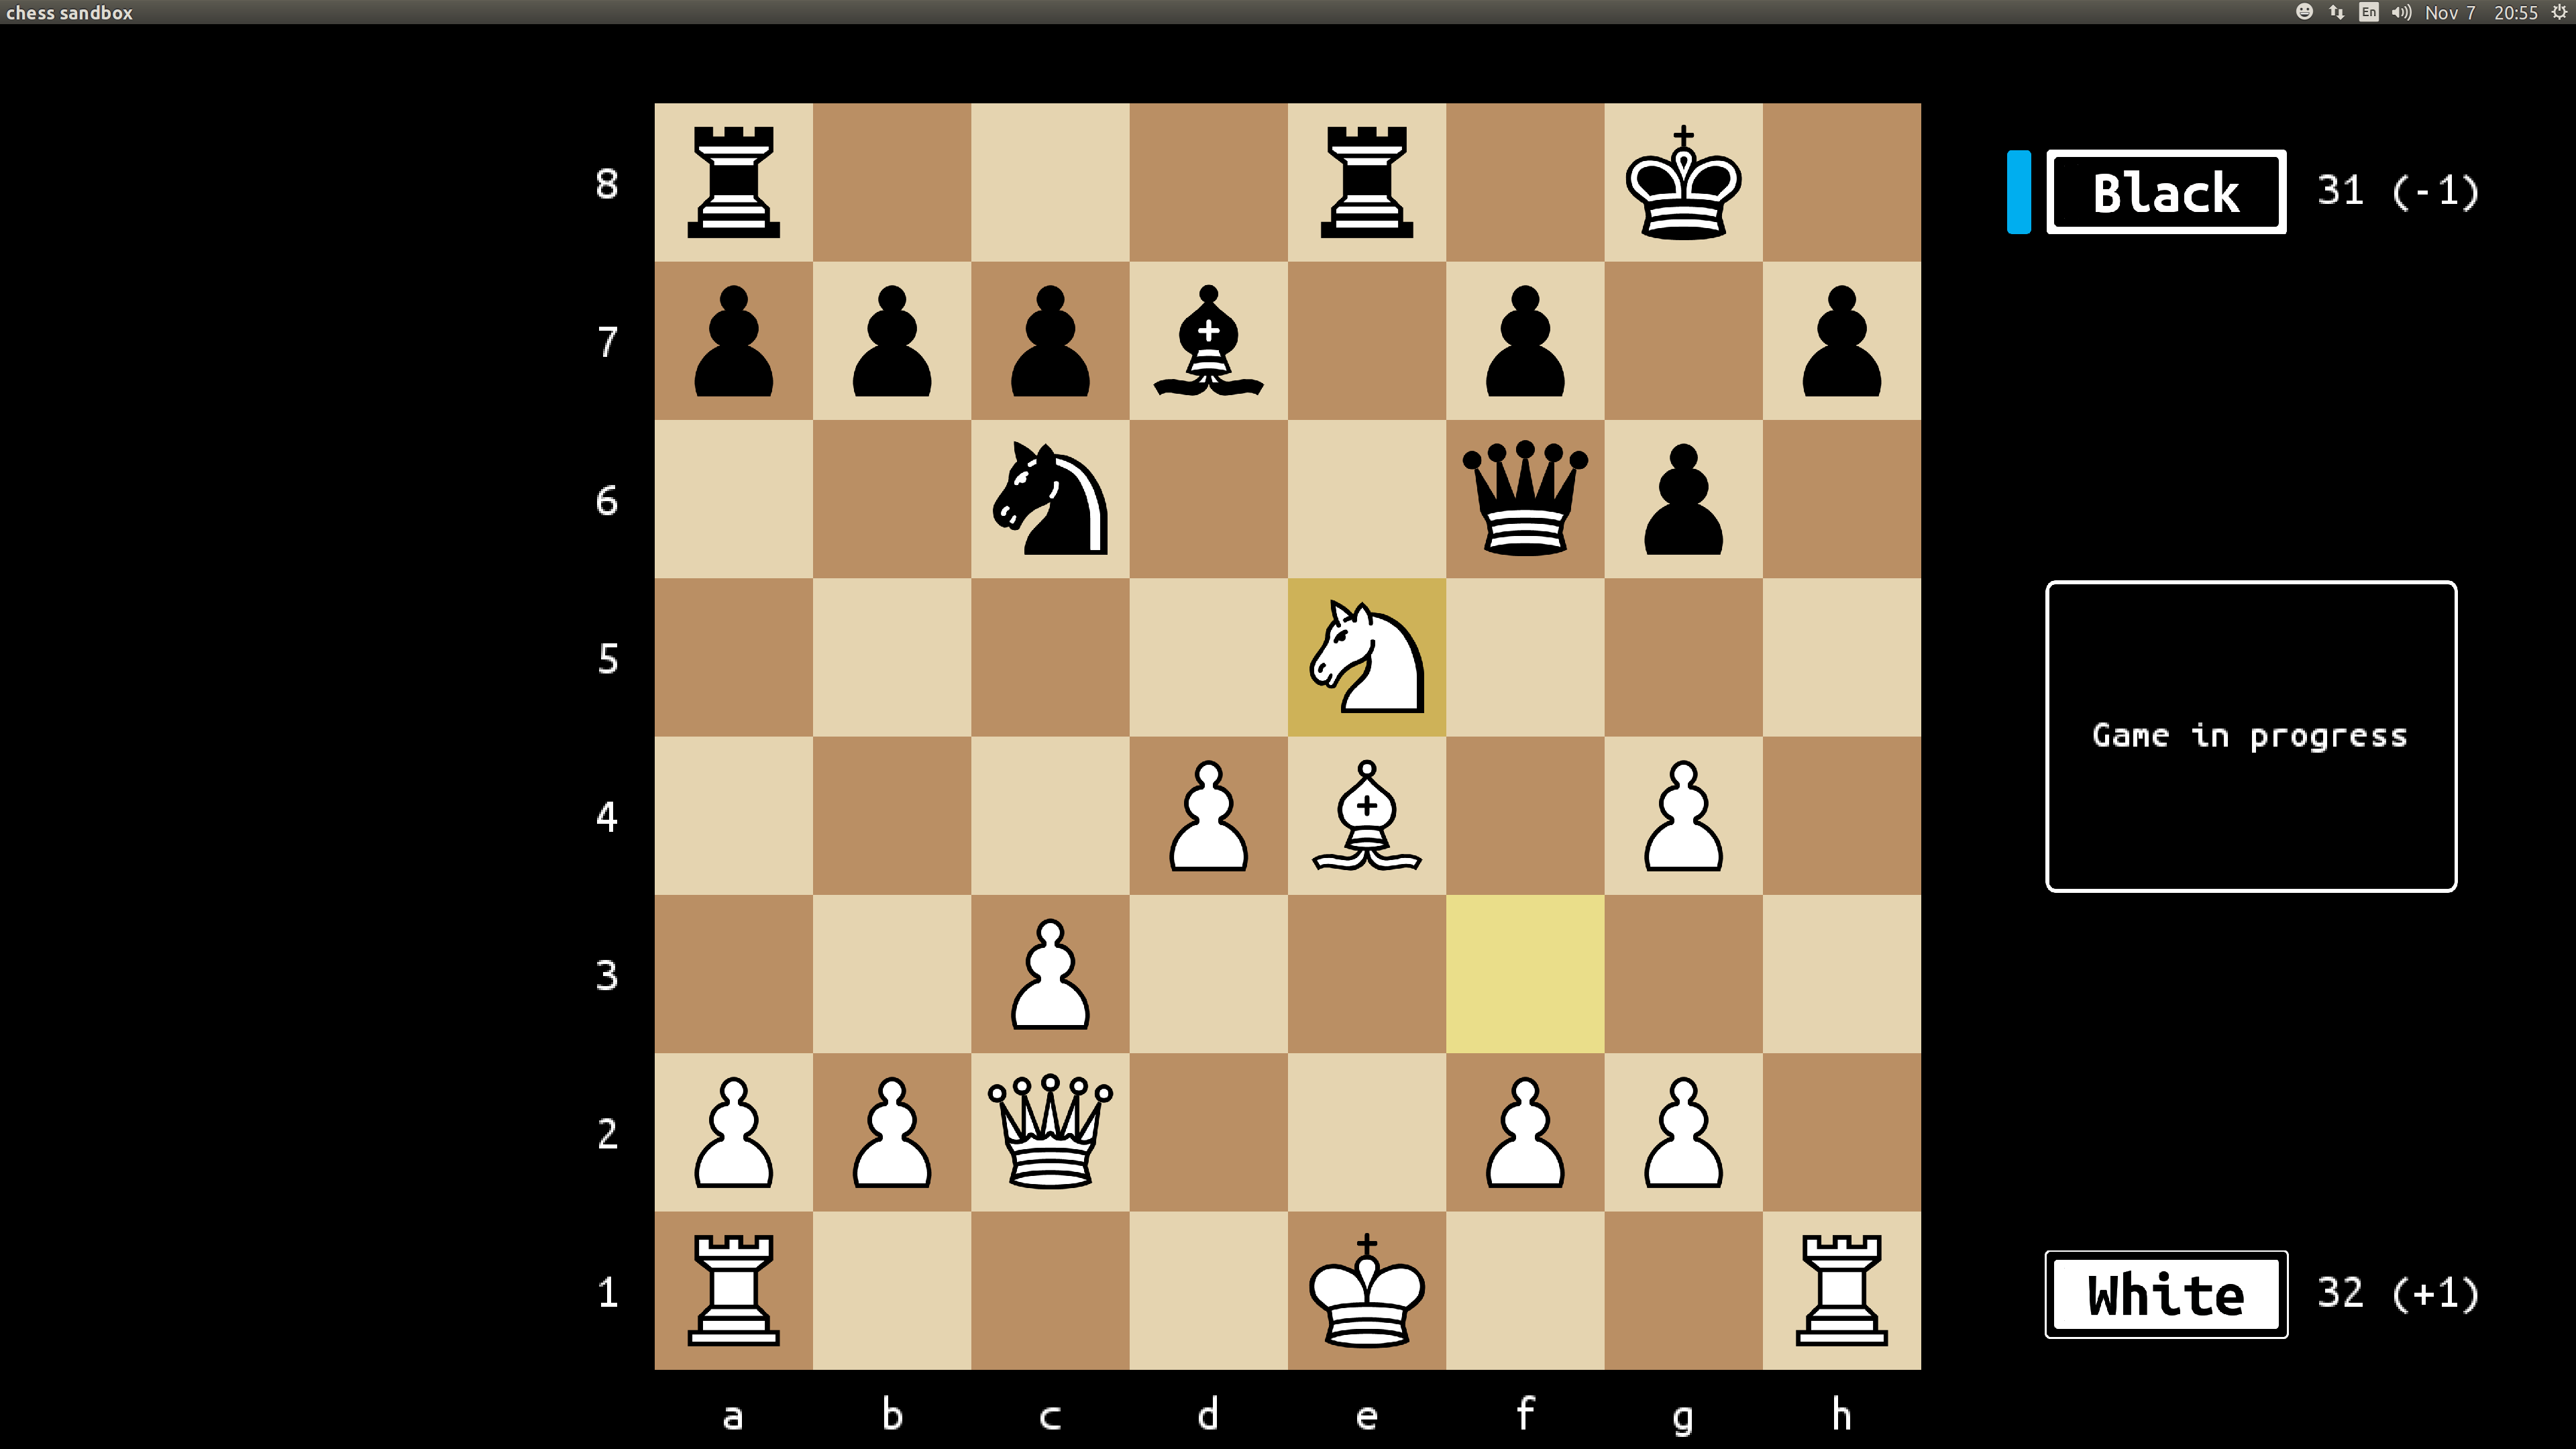 chess sandbox
En
Nov 7 20:55
8
7
6
5
4
3
2
1
a b c d e f g h
Black 31 (-1)
Game in progress
White 32 (+1)